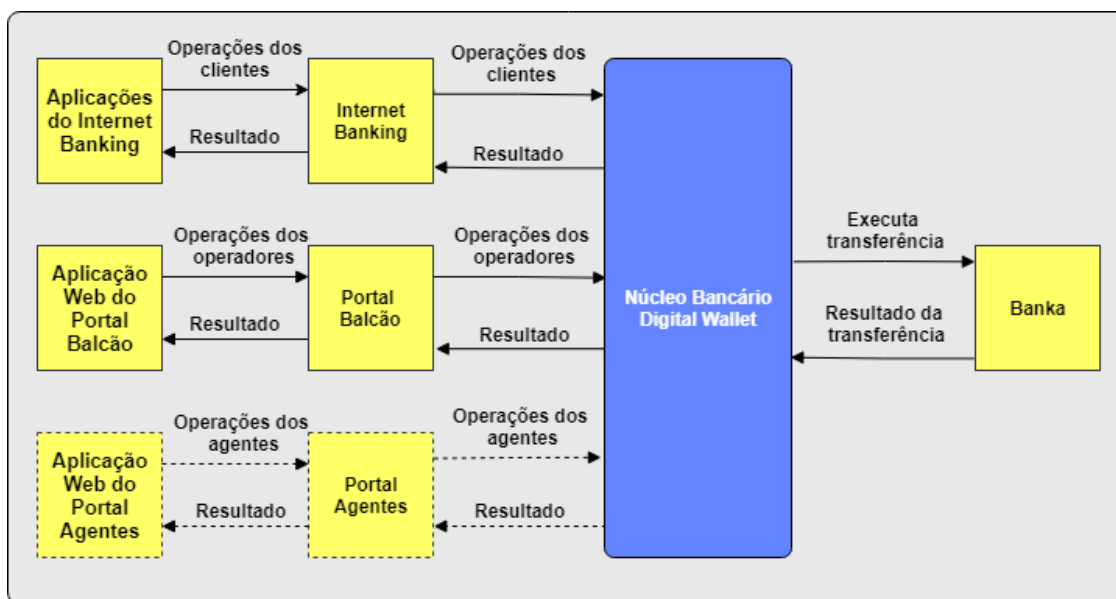 Operações dos
clientes
Operações dos
clientes
Aplicações
do Internet
Banking
Internet
Banking
Resultado
Resultado
Operações dos
operadores
Operações dos
operadores
Aplicação
Web do
Portal
Balcão
Portal
Balcão
Resultado
Resultado
Núcleo Bancário
Digital Wallet
Executa
transferência
Resultado da
transferência
Banka
Operações dos
agentes
Operações dos
agentes
Aplicação
Web do
Portal
Agentes
Portal
Agentes
Resultado
Resultado